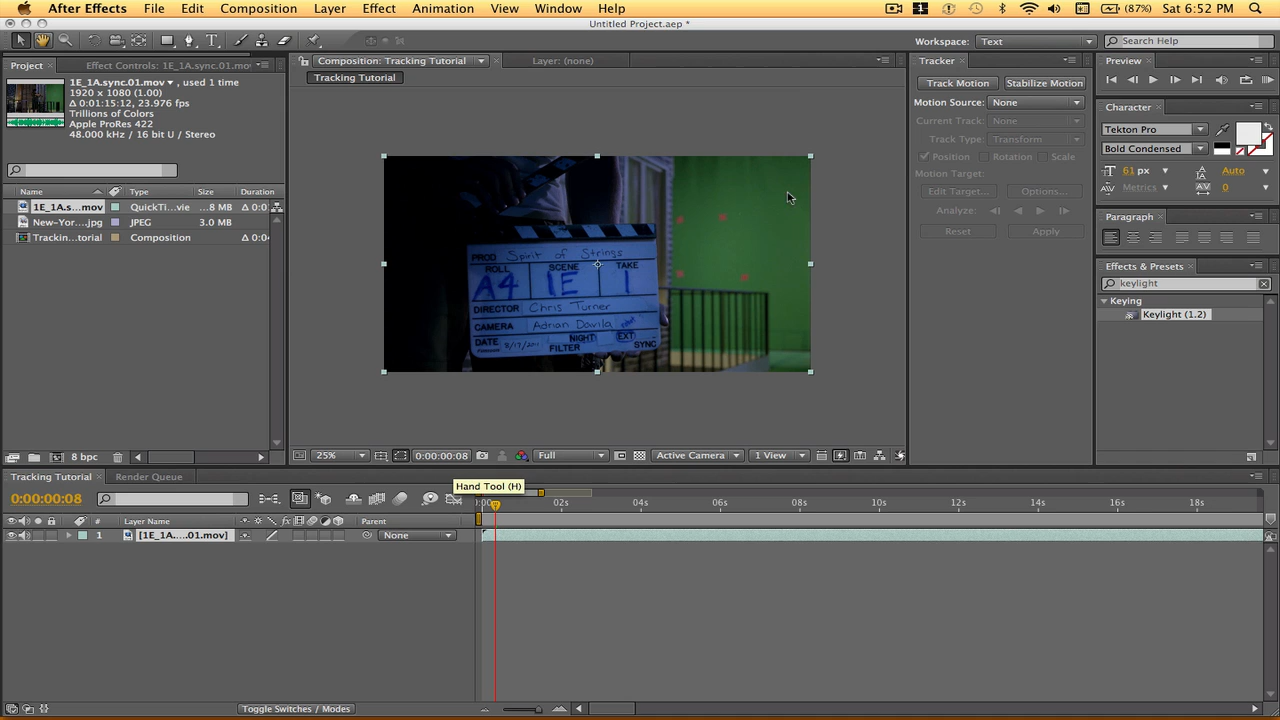 After Effects File Edit Composition Layer Effect Animation View Window Help 1 (87%) Sat 6:52 PM
Untitled Project.aep *
Workspace: Text Search Help
Project Effect Controls: 1E_1A.sync.01.mov
1E_1A.sync.01.mov , used 1 time
1920 x 1080 (1.00)
Δ 0:01:15:12, 23.976 fps
Trillions of Colors
Apple ProRes 422
48.000 kHz / 16 bit U / Stereo
Name Type Size Duration
1E_1A.s...mov QuickTi...vie ...8 MB Δ 0:0
New-Yor....jpg JPEG 3.0 MB
Trackin...torial Composition Δ 0:0
8 bpc
Composition: Tracking Tutorial Layer: (none)
Tracking Tutorial
PROD Spirit of Strings
ROLL SCENE TAKE
A4 1E 1
DIRECTOR Chris Turner
CAMERA Adrian Davila
DATE 8/17/2011 NIGHT EXT
FILTER SYNC
25% 0:00:00:08 Full Active Camera 1 View
Tracker
Track Motion Stabilize Motion
Motion Source: None
Current Track: None
Track Type: Transform
Position Rotation Scale
Motion Target:
Edit Target... Options...
Analyze:
Reset Apply
Preview
Character
Tekton Pro
Bold Condensed
61 px Auto
Metrics 0
Paragraph
Effects & Presets
keylight
Keying
Keylight (1.2)
Tracking Tutorial Render Queue
0:00:00:08
Hand Tool (H)
:00s 02s 04s 06s 08s 10s 12s 14s 16s 18s
# Layer Name Parent
1 [1E_1A....01.mov] None
Toggle Switches / Modes